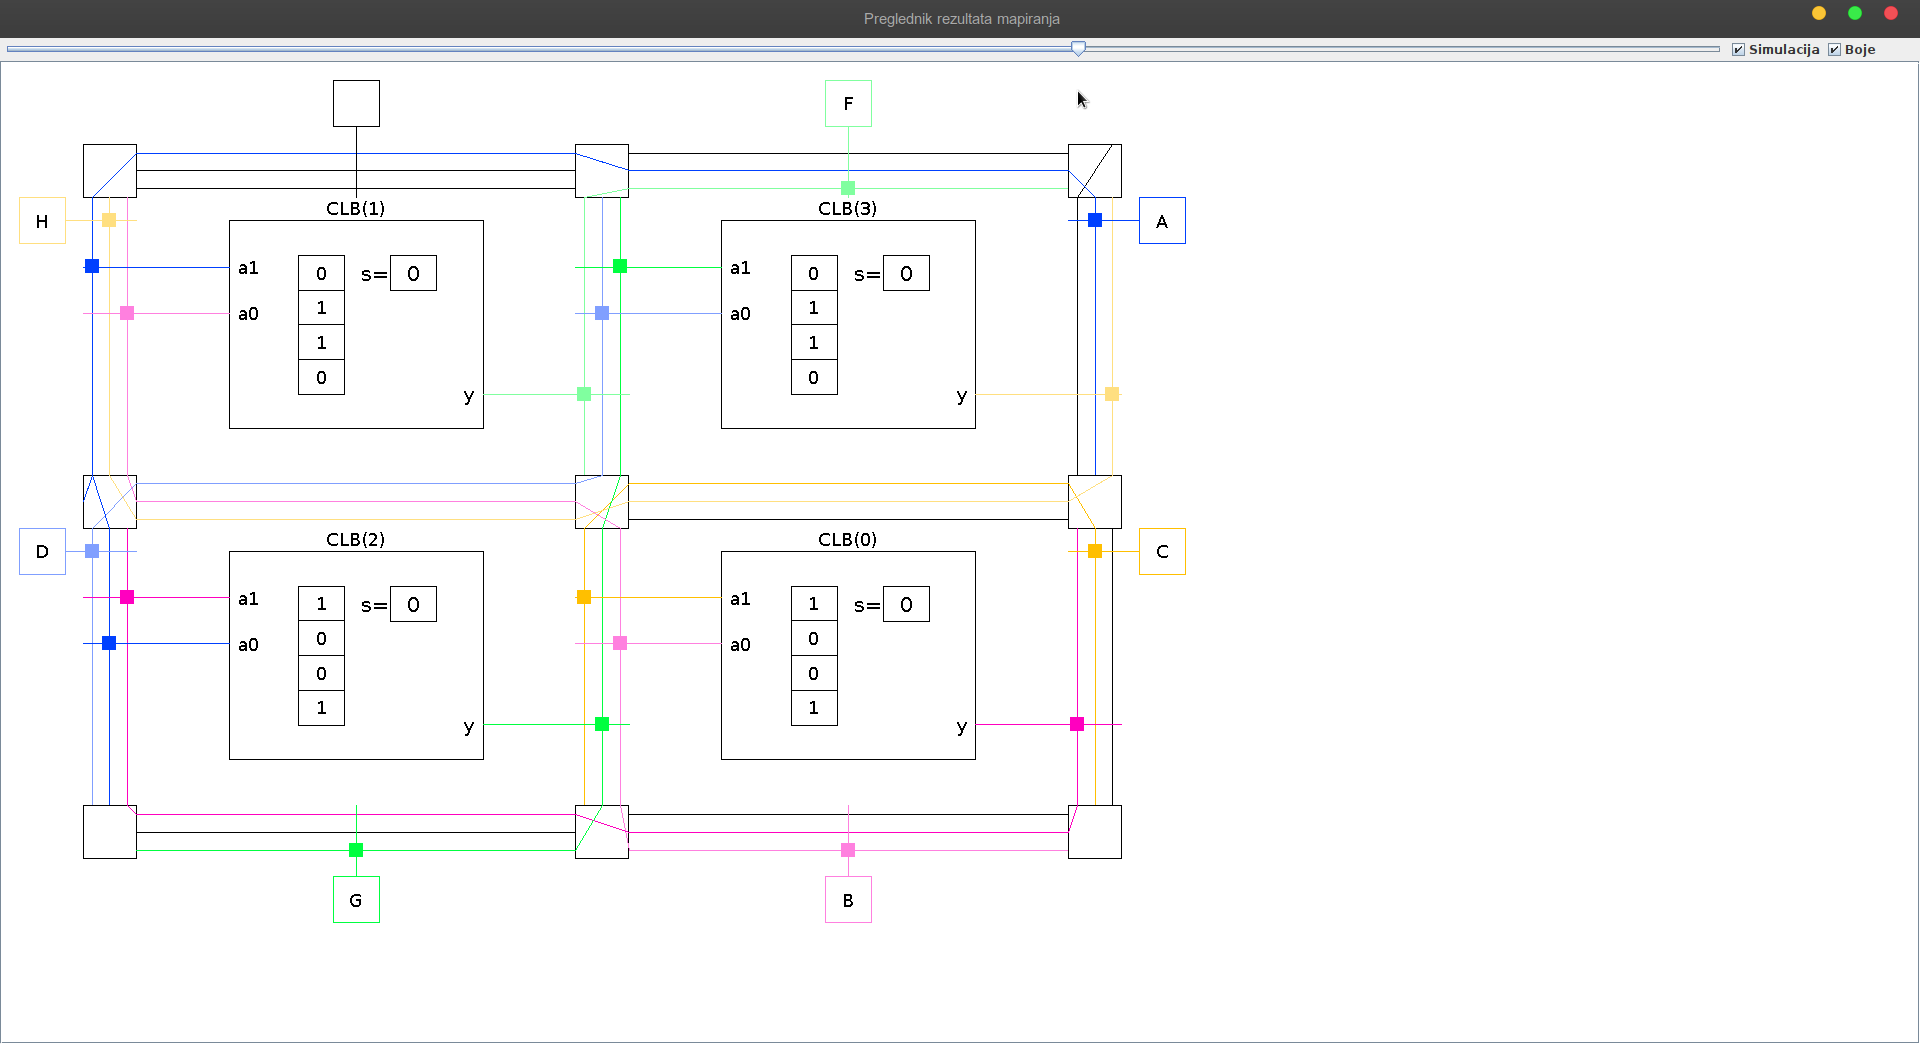 Preglednik rezultata mapiranja
Simulacija Boje
F
H
CLB(1)
CLB(3)
A
a1
0
s= 0
a0
1
1
0
y
a1
0
s= 0
a0
1
1
0
y
D
CLB(2)
CLB(0)
C
a1
1
s= 0
a0
0
0
1
y
a1
1
s= 0
a0
0
0
1
y
G
B